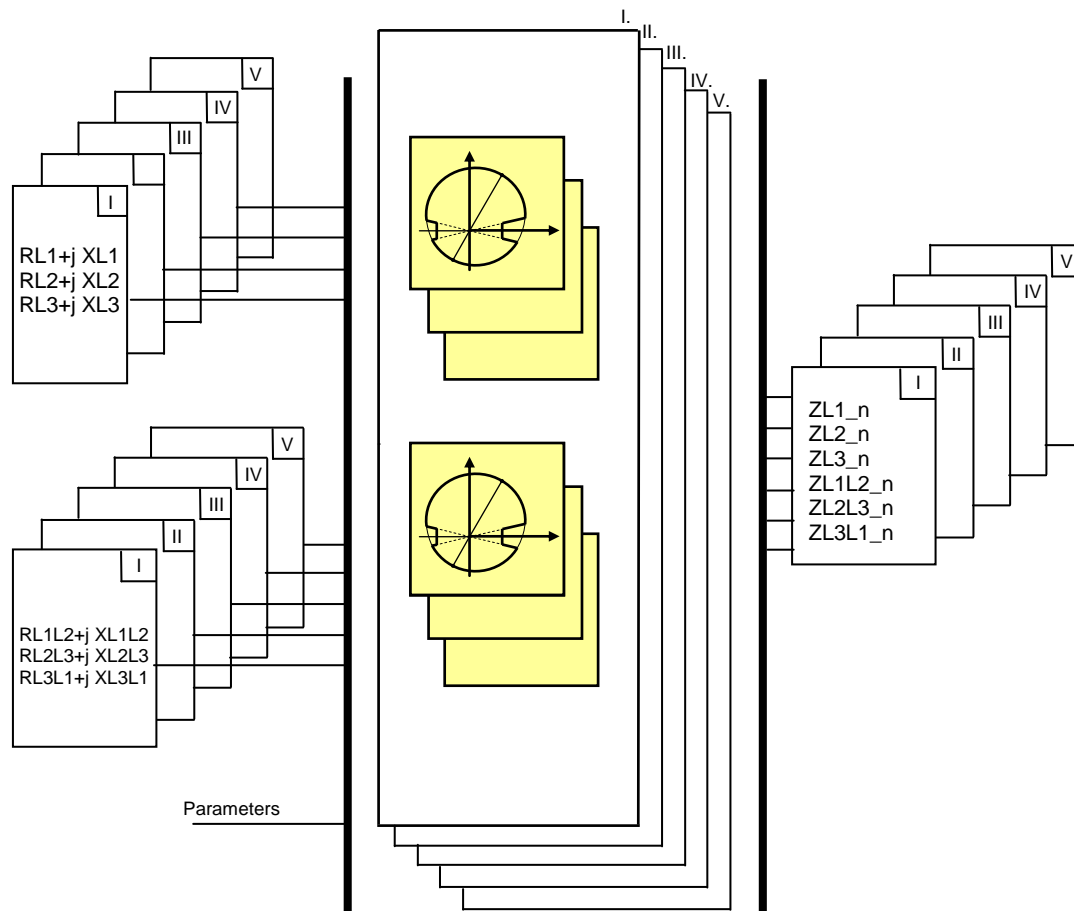 I.
II.
III.
IV.
V.
V
IV
III
I
RL1+j XL1
RL2+j XL2
RL3+j XL3
V
IV
III
II
I
RL1L2+j XL1L2
RL2L3+j XL2L3
RL3L1+j XL3L1
Parameters
V
IV
III
II
I
ZL1_n
ZL2_n
ZL3_n
ZL1L2_n
ZL2L3_n
ZL3L1_n